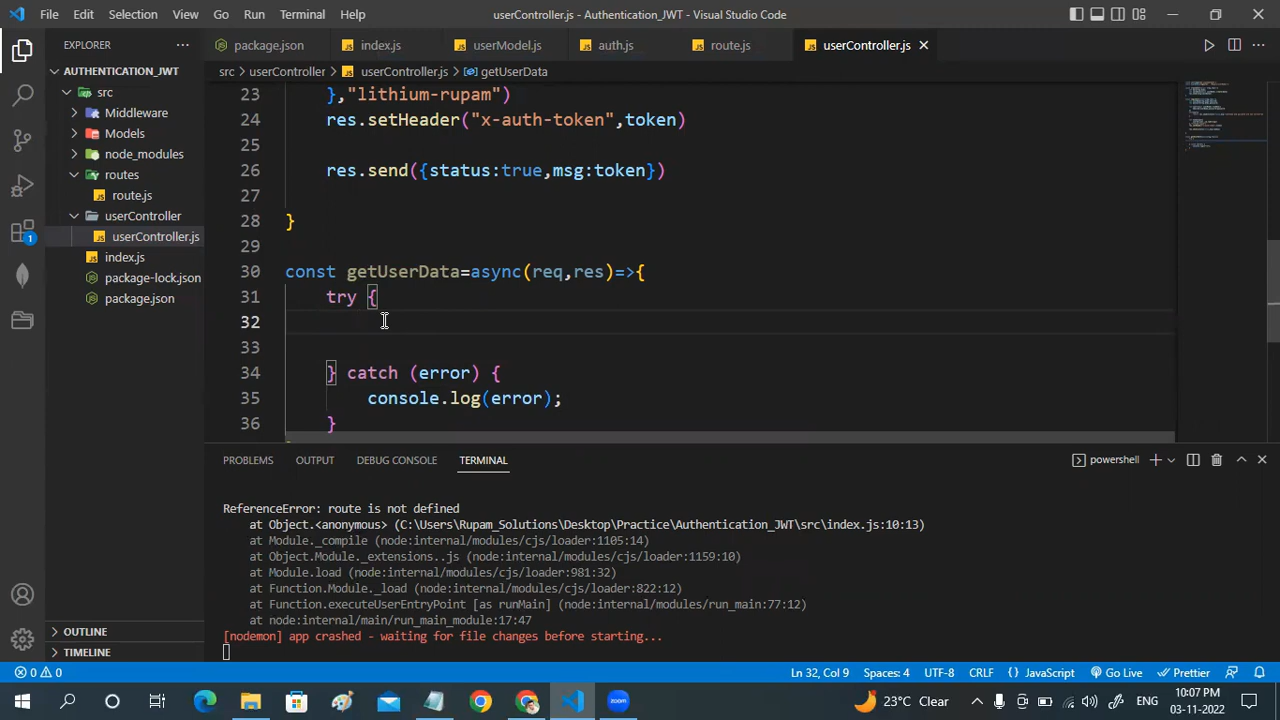 File Edit Selection View Go Run Terminal Help
userController.js - Authentication_JWT - Visual Studio Code
EXPLORER
package.json
index.js
userModel.js
auth.js
route.js
userController.js
AUTHENTICATION_JWT
src
Middleware
Models
node_modules
routes
route.js
userController
userController.js
index.js
package-lock.json
package.json
OUTLINE
TIMELINE
1
src > userController > userController.js > getUserData
23 },"lithium-rupam")
24 res.setHeader("x-auth-token",token)
25
26 res.send({status:true,msg:token})
27
28 }
29
30 const getUserData=async(req,res)=>{
31 try {
32
33
34 } catch (error) {
35 console.log(error);
36 }
PROBLEMS OUTPUT DEBUG CONSOLE TERMINAL
powershell
ReferenceError: route is not defined
at Object.<anonymous> (C:\Users\Rupam_Solutions\Desktop\Practice\Authentication_JWT\src\index.js:10:13)
at Module._compile (node:internal/modules/cjs/loader:1105:14)
at Object.Module._extensions..js (node:internal/modules/cjs/loader:1159:10)
at Module.load (node:internal/modules/cjs/loader:981:32)
at Function.Module._load (node:internal/modules/cjs/loader:822:12)
at Function.executeUserEntryPoint [as runMain] (node:internal/modules/run_main:77:12)
at node:internal/main/run_main_module:17:47
[nodemon] app crashed - waiting for file changes before starting...
0 0
Ln 32, Col 9 Spaces: 4 UTF-8 CRLF {} JavaScript Go Live Prettier
zoom
23°C Clear
ENG
10:07 PM
03-11-2022